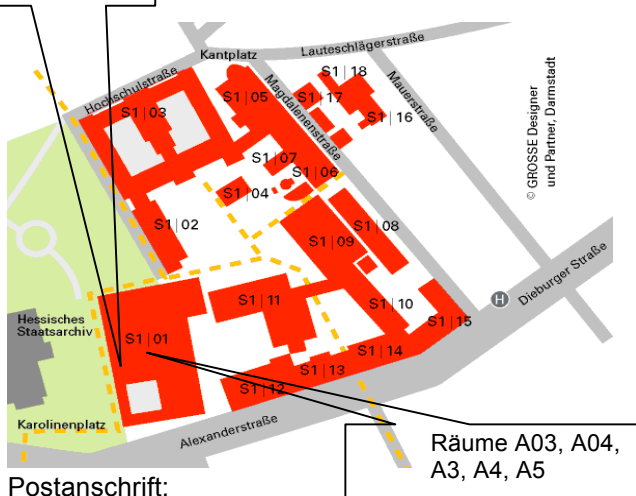 Kantplatz
Lauteschlägerstraße
Hochschulstraße
S1 | 18
S1 | 05
S1 | 17
Mauerstraße
S1 | 03
Magdalenenstraße
S1 | 16
© GROSSE Designer
und Partner, Darmstadt
S1 | 07
S1 | 06
S1 | 04
S1 | 02
S1 | 08
S1 | 09
Dieburger Straße
H
S1 | 11
S1 | 10
Hessisches
Staatsarchiv
S1 | 01
S1 | 15
S1 | 14
S1 | 13
S1 | 12
Karolinenplatz
Alexanderstraße
Räume A03, A04,
A3, A4, A5
Postanschrift: